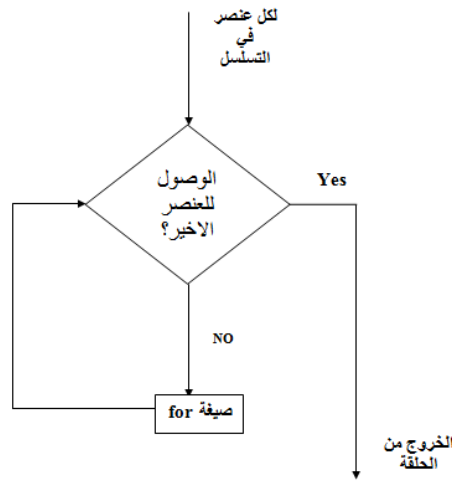 لكل عنصر
في
التسلسل
الوصول
للعنصر
الاخير؟
Yes
NO
صيغة for
الخروج من
الحلقة